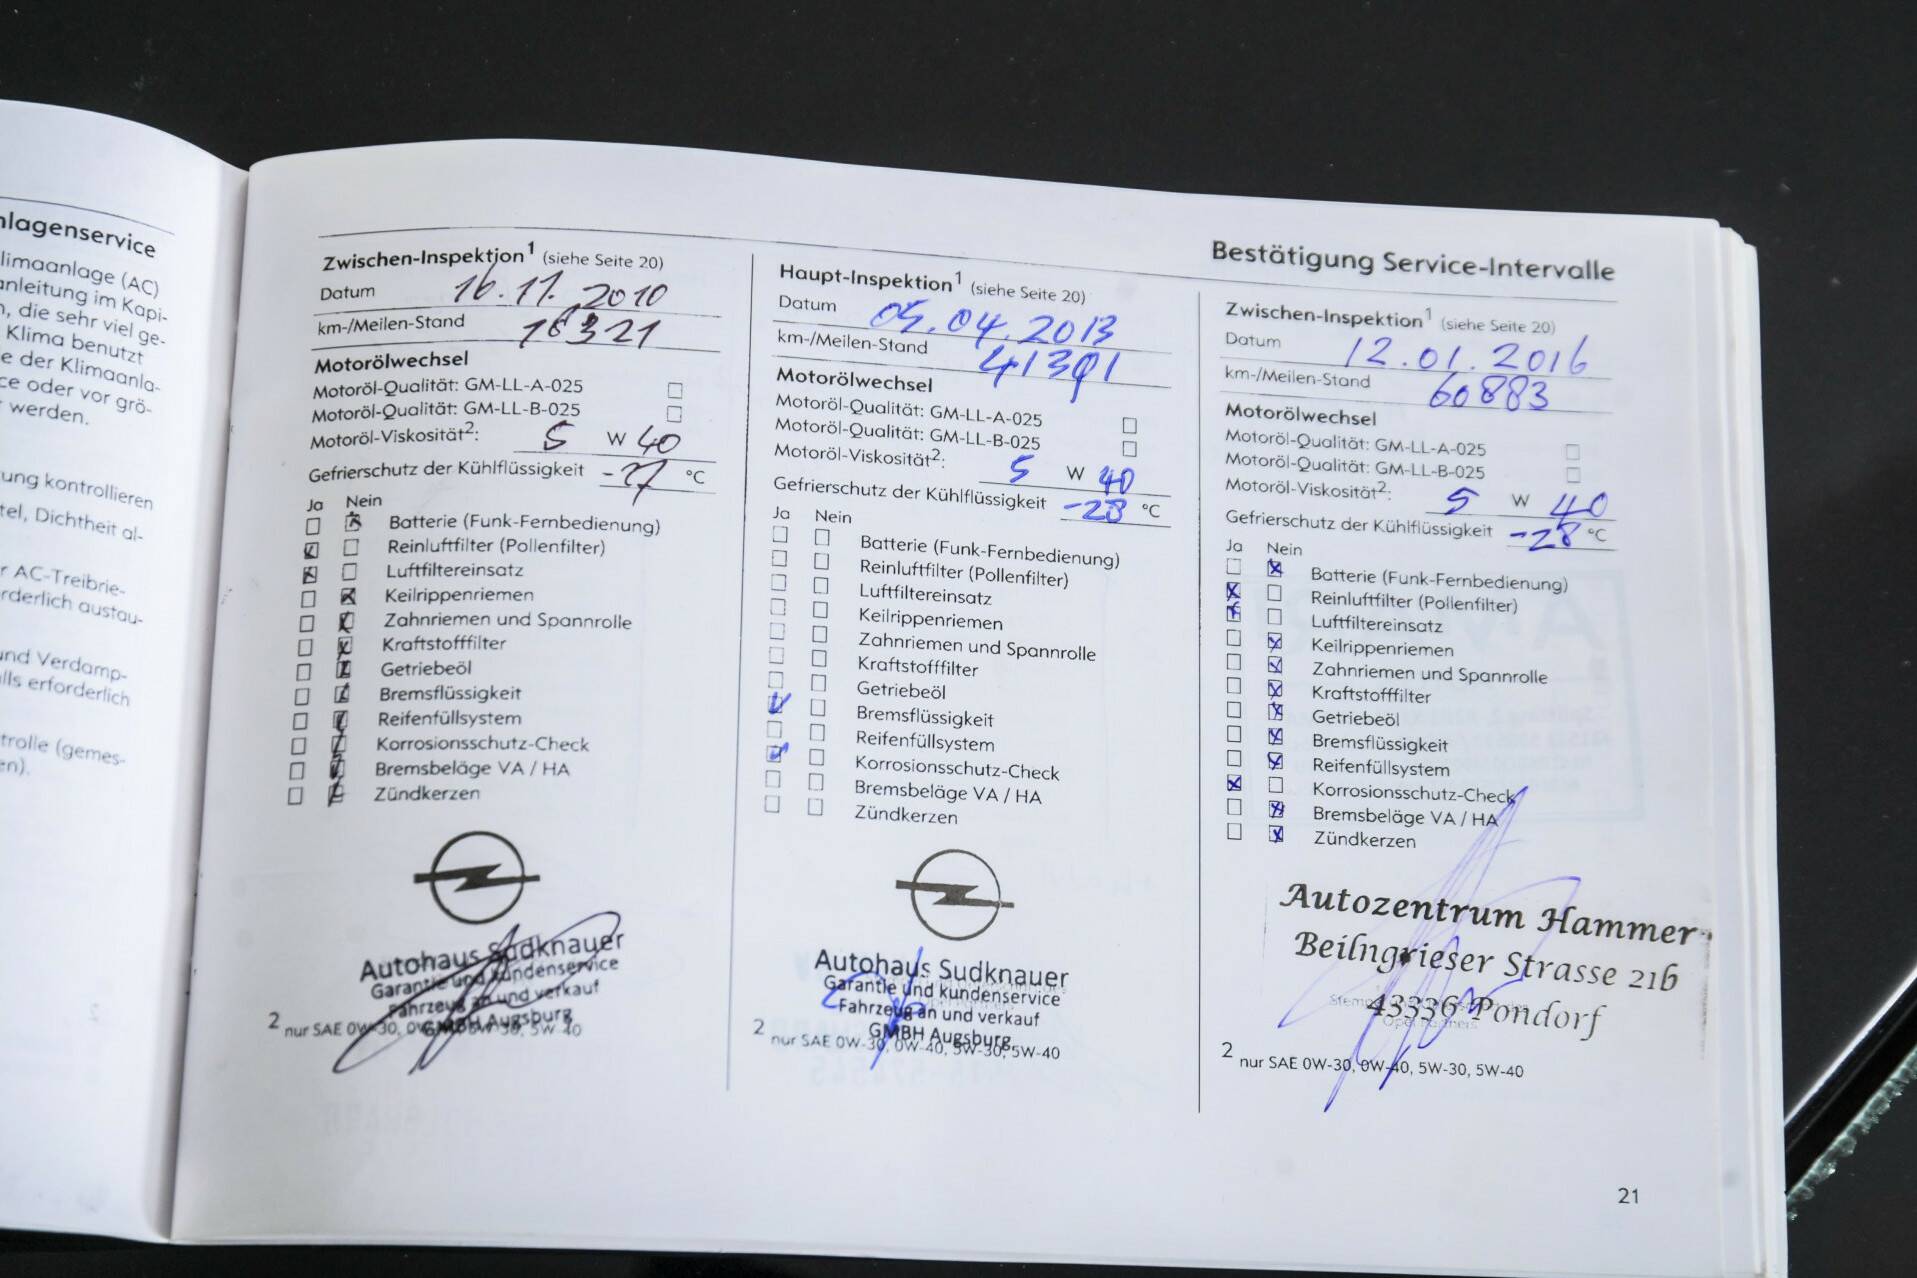 nlagenservice
limaanlage (AC)
anleitung im Kapi-
n, die sehr viel ge-
Klima benutzt
e der Klimaanla-
ce oder vor grö-
werden.
ung kontrollieren
tel, Dichtheit al-
r AC-Treibrie-
rderlich austau-
und Verdamp-
lls erforderlich
trolle (gemes-
en).
Bestätigung Service-Intervalle
Zwischen-Inspektion1 (siehe Seite 20)
Datum 16.11.2010
km-/Meilen-Stand 16321
Motorölwechsel
Motoröl-Qualität: GM-LL-A-025
Motoröl-Qualität: GM-LL-B-025
Motoröl-Viskosität2: 5 W 40
Gefrierschutz der Kühlflüssigkeit -27 °C
Ja Nein
Batterie (Funk-Fernbedienung)
Reinluftfilter (Pollenfilter)
Luftfiltereinsatz
Keilrippenriemen
Zahnriemen und Spannrolle
Kraftstofffilter
Getriebeöl
Bremsflüssigkeit
Reifenfüllsystem
Korrosionsschutz-Check
Bremsbeläge VA / HA
Zündkerzen
Autohaus Sudknauer
Garantie und kundenservice
Fahrzeug an und verkauf
GMBH Augsburg
2 nur SAE 0W-30, 0W-40, 5W-30, 5W-40
Haupt-Inspektion1 (siehe Seite 20)
Datum 05.04.2013
km-/Meilen-Stand 41301
Motorölwechsel
Motoröl-Qualität: GM-LL-A-025
Motoröl-Qualität: GM-LL-B-025
Motoröl-Viskosität2: 5 W 40
Gefrierschutz der Kühlflüssigkeit -28 °C
Ja Nein
Batterie (Funk-Fernbedienung)
Reinluftfilter (Pollenfilter)
Luftfiltereinsatz
Keilrippenriemen
Zahnriemen und Spannrolle
Kraftstofffilter
Getriebeöl
Bremsflüssigkeit
Reifenfüllsystem
Korrosionsschutz-Check
Bremsbeläge VA / HA
Zündkerzen
Autohaus Sudknauer
Garantie und kundenservice
Fahrzeug an und verkauf
GMBH Augsburg,
2 nur SAE 0W-30, 0W-40, 5W-30, 5W-40
Zwischen-Inspektion1 (siehe Seite 20)
Datum 12.01.2016
km-/Meilen-Stand 60883
Motorölwechsel
Motoröl-Qualität: GM-LL-A-025
Motoröl-Qualität: GM-LL-B-025
Motoröl-Viskosität2: 5 W 40
Gefrierschutz der Kühlflüssigkeit -28 °C
Ja Nein
Batterie (Funk-Fernbedienung)
Reinluftfilter (Pollenfilter)
Luftfiltereinsatz
Keilrippenriemen
Zahnriemen und Spannrolle
Kraftstofffilter
Getriebeöl
Bremsflüssigkeit
Reifenfüllsystem
Korrosionsschutz-Check
Bremsbeläge VA / HA
Zündkerzen
Autozentrum Hammer
Beilngrieser Strasse 21b
43336 Pondorf
2 nur SAE 0W-30, 0W-40, 5W-30, 5W-40
21